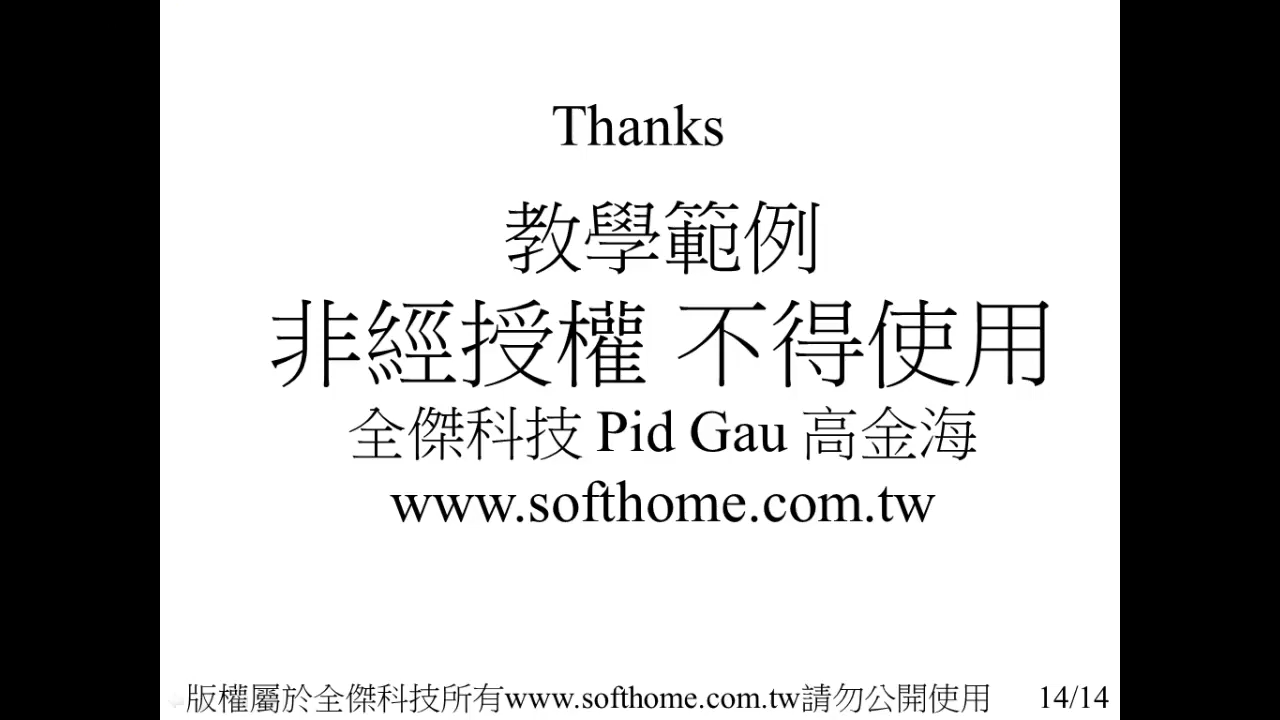 Thanks
教學範例
非經授權 不得使用
全傑科技 Pid Gau 高金海
www.softhome.com.tw
版權屬於全傑科技所有www.softhome.com.tw請勿公開使用 14/14